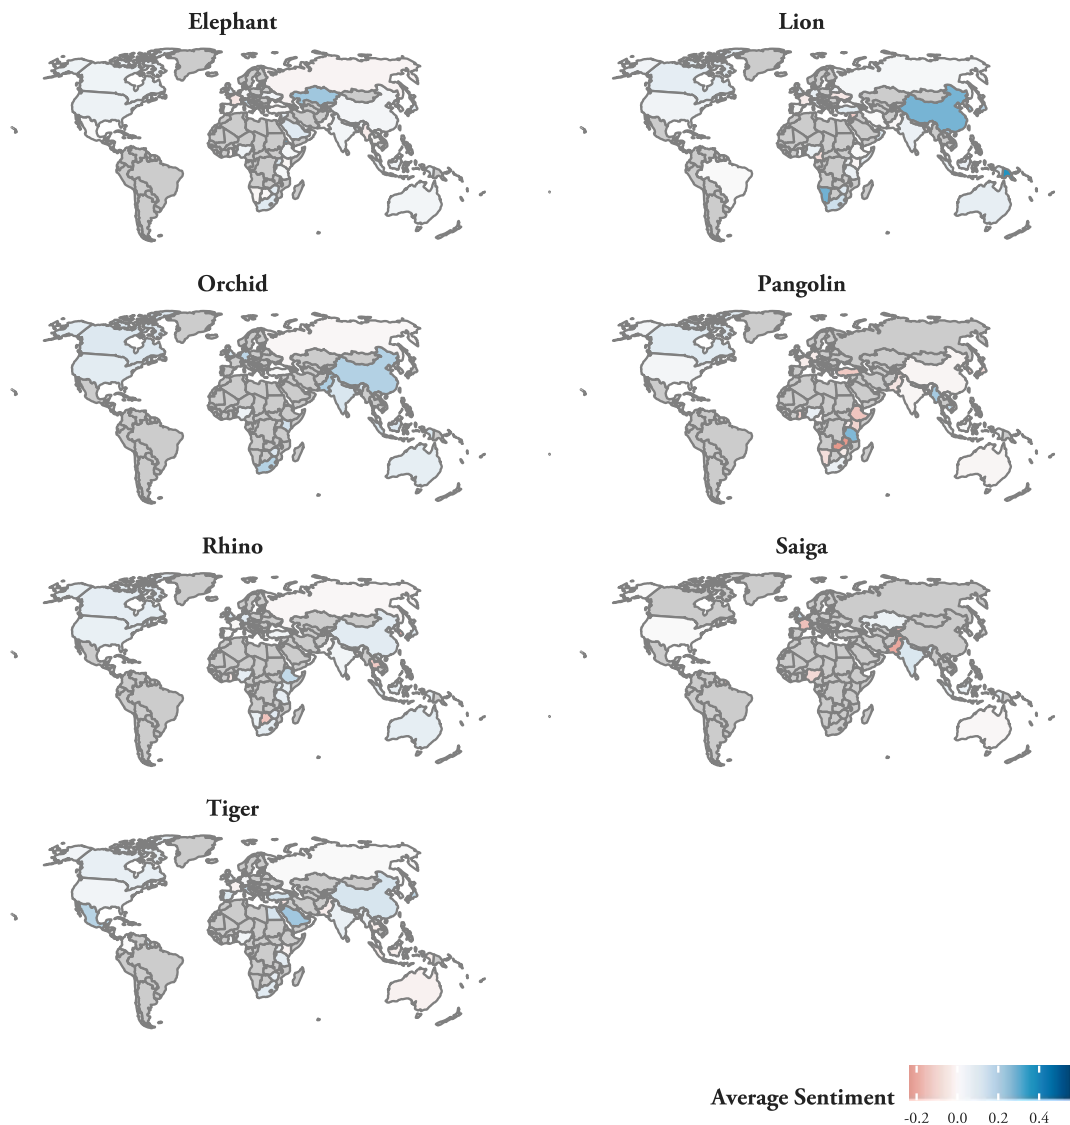 Elephant
Lion
Orchid
Pangolin
Rhino
Saiga
Tiger
Average Sentiment
-0.2 0.0 0.2 0.4